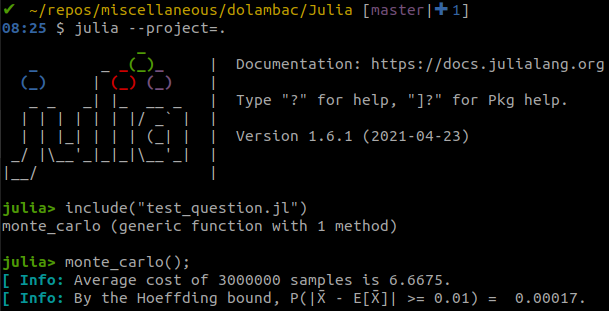 ✔ ~/repos/miscellaneous/dolambac/Julia [master|✚ 1]
08:25 $ julia --project=.
               _
   _       _ _(_)_     |  Documentation: https://docs.julialang.org
  (_)     | (_) (_)    |
   _ _   _| |_  __ _   |  Type "?" for help, "]?" for Pkg help.
  | | | | | | |/ _` |  |
  | | |_| | | | (_| |  |  Version 1.6.1 (2021-04-23)
 _/ |\__'_|_|_|\__'_|  |
|__/                   |
julia> include("test_question.jl")
monte_carlo (generic function with 1 method)
julia> monte_carlo();
[ Info: Average cost of 3000000 samples is 6.6675.
[ Info: By the Hoeffding bound, P(|X̄ - E[X̄]| >= 0.01) =  0.00017.